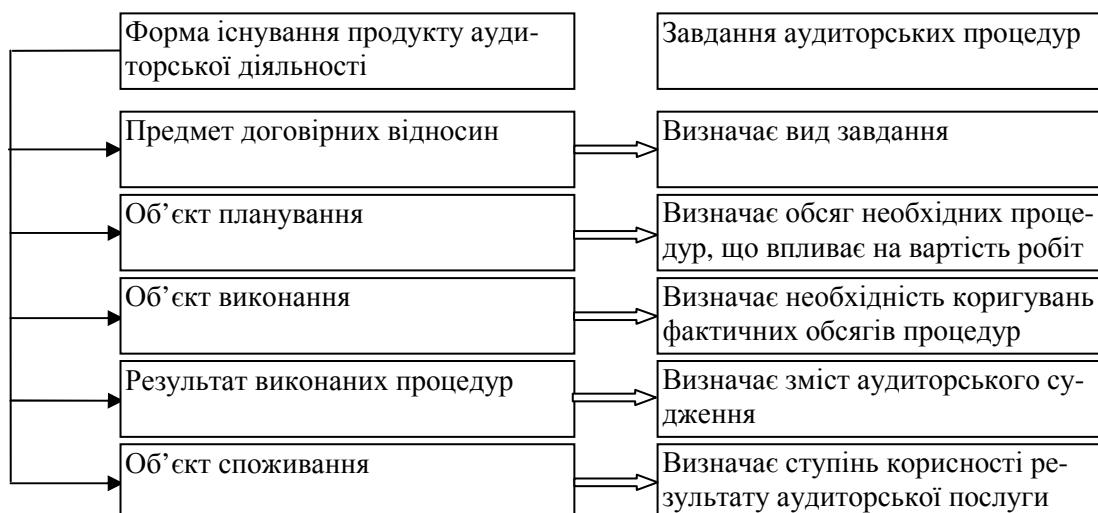 Форма існування продукту ауди-
торської діяльності
Завдання аудиторських процедур
Предмет договірних відносин
Визначає вид завдання
Об’єкт планування
Визначає обсяг необхідних проце-
дур, що впливає на вартість робіт
Об’єкт виконання
Визначає необхідність коригувань
фактичних обсягів процедур
Результат виконаних процедур
Визначає зміст аудиторського су-
дження
Об’єкт споживання
Визначає ступінь корисності ре-
зультату аудиторської послуги